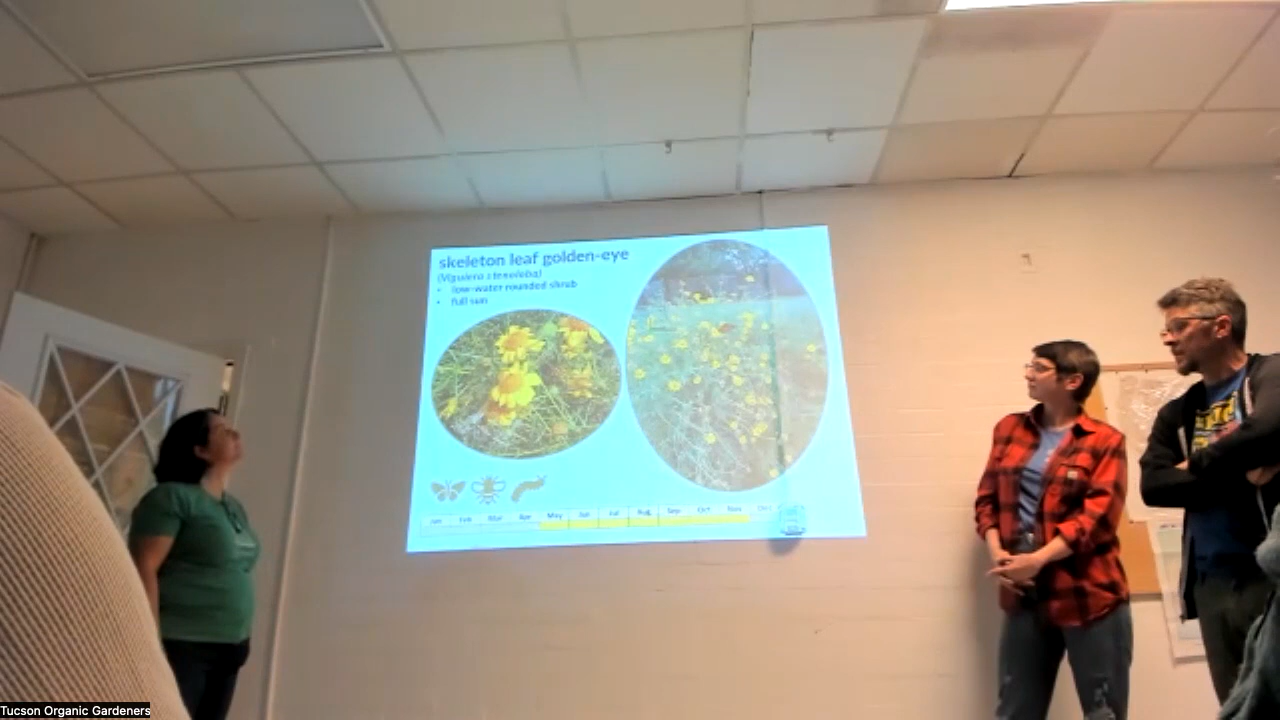 skeleton leaf golden-eye
(Viguiera stenoloba)
• low-water rounded shrub
• full sun
Jan Feb Mar Apr May Jun Jul Aug Sep Oct Nov Dec
Tucson Organic Gardeners